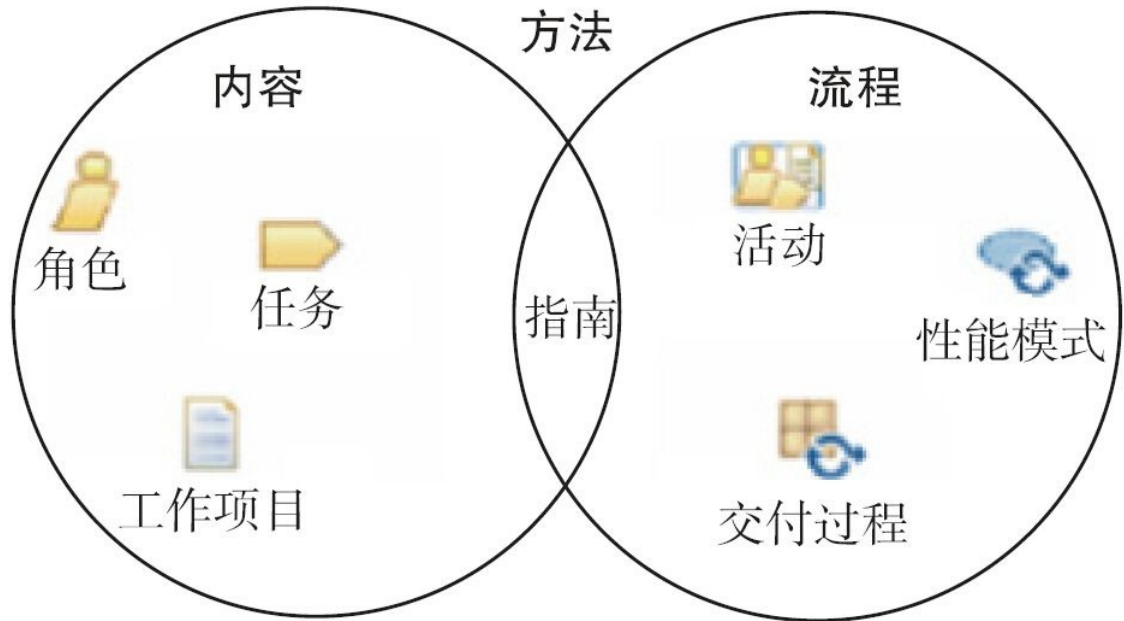 方法
内容
流程
角色
任务
活动
指南
性能模式
工作项目
交付过程